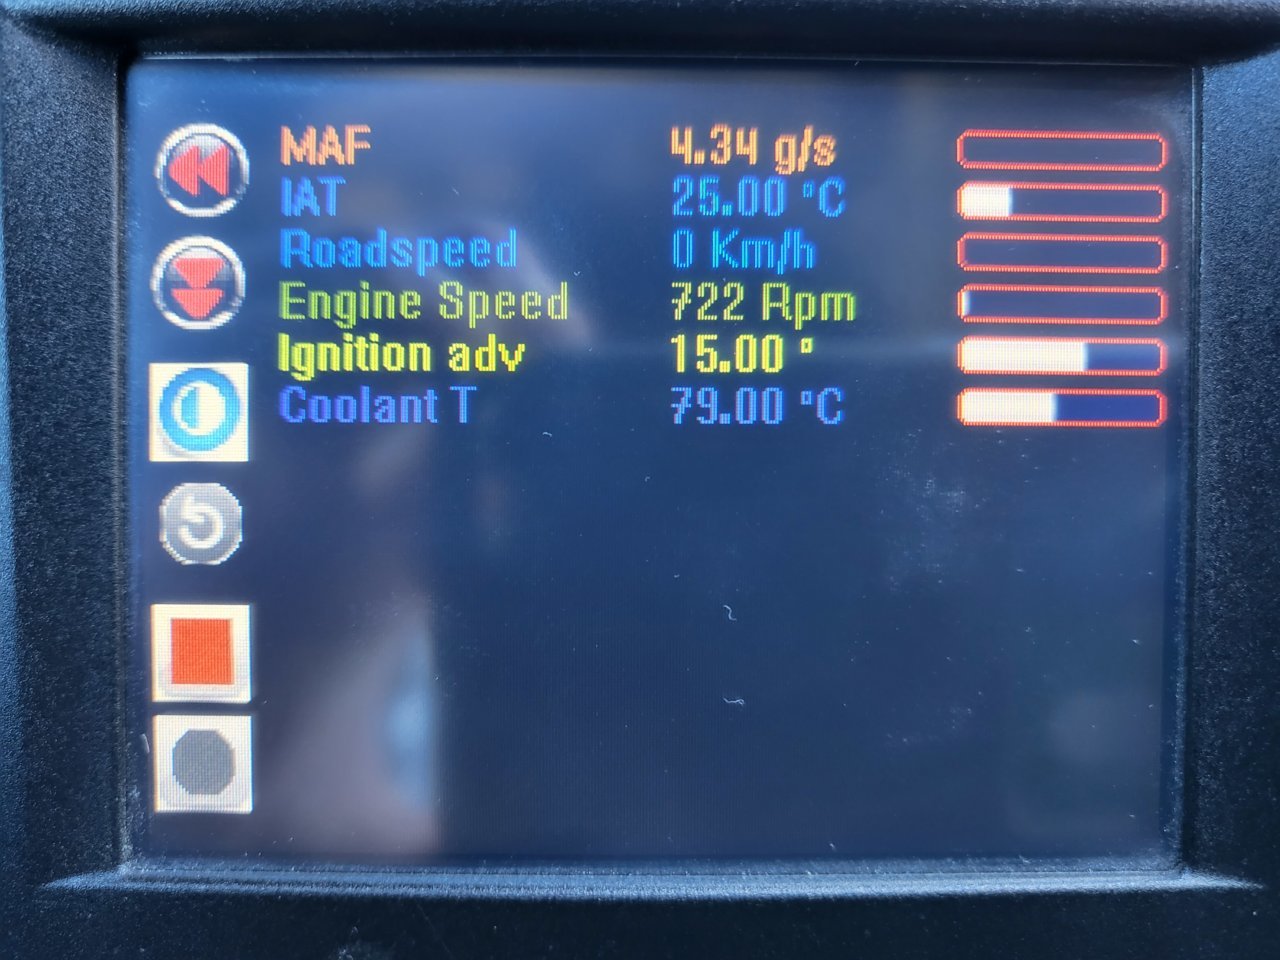 MAF 4.34 g/s
IAT 25.00 °C
Roadspeed 0 Km/h
Engine Speed 722 Rpm
Ignition adv 15.00 °
Coolant T 79.00 °C